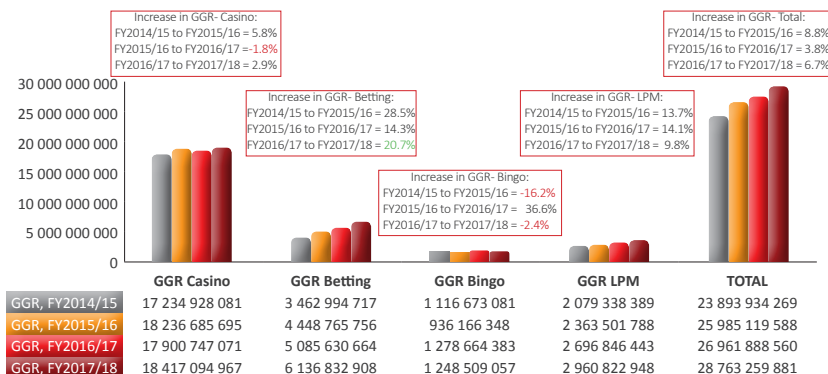 Increase in GGR- Casino:
FY2014/15 to FY2015/16 = 5.8%
FY2015/16 to FY2016/17 =-1.8%
FY2016/17 to FY2017/18 = 2.9%
Increase in GGR- Total:
FY2014/15 to FY2015/16 = 8.8%
FY2015/16 to FY2016/17 = 3.8%
FY2016/17 to FY2017/18 = 6.7%
Increase in GGR- Betting:
FY2014/15 to FY2015/16 = 28.5%
FY2015/16 to FY2016/17 = 14.3%
FY2016/17 to FY2017/18 = 20.7%
Increase in GGR- LPM:
FY2014/15 to FY2015/16 = 13.7%
FY2015/16 to FY2016/17 = 14.1%
FY2016/17 to FY2017/18 = 9.8%
Increase in GGR- Bingo:
FY2014/15 to FY2015/16 = -16.2%
FY2015/16 to FY2016/17 = 36.6%
FY2016/17 to FY2017/18 = -2.4%
30 000 000 000
25 000 000 000
20 000 000 000
15 000 000 000
10 000 000 000
5 000 000 000
0
GGR Casino GGR Betting GGR Bingo GGR LPM TOTAL
GGR, FY2014/15 17 234 928 081 3 462 994 717 1 116 673 081 2 079 338 389 23 893 934 269
GGR, FY2015/16 18 236 685 695 4 448 765 756 936 166 348 2 363 501 788 25 985 119 588
GGR, FY2016/17 17 900 747 071 5 085 630 664 1 278 664 383 2 696 846 443 26 961 888 560
GGR, FY2017/18 18 417 094 967 6 136 832 908 1 248 509 057 2 960 822 948 28 763 259 881